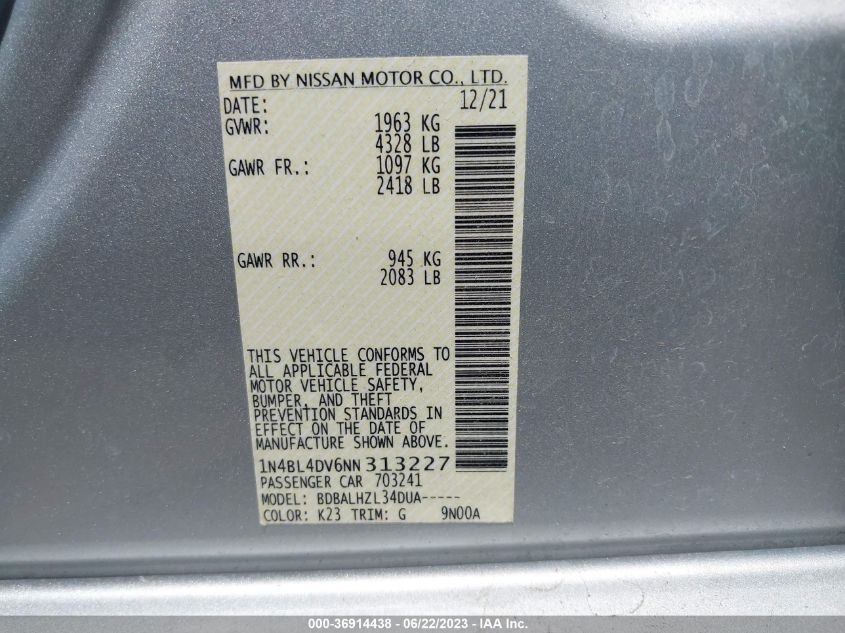 MFD BY NISSAN MOTOR CO., LTD.
DATE: 12/21
GVWR: 1963 KG
4328 LB
GAWR FR.: 1097 KG
2418 LB
GAWR RR.: 945 KG
2083 LB
THIS VEHICLE CONFORMS TO
ALL APPLICABLE FEDERAL
MOTOR VEHICLE SAFETY,
BUMPER, AND THEFT
PREVENTION STANDARDS IN
EFFECT ON THE DATE OF
MANUFACTURE SHOWN ABOVE.
1N4BL4DV6NN313227
PASSENGER CAR 703241
MODEL: BDBALHZL34DUA-----
COLOR: K23 TRIM: G 9N00A
000-36914438 - 06/22/2023 - IAA Inc.